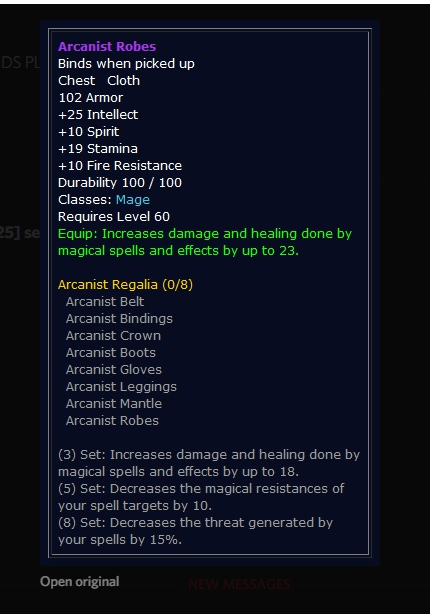 DS PL
Arcanist Robes
Binds when picked up
Chest Cloth
102 Armor
+25 Intellect
+10 Spirit
+19 Stamina
+10 Fire Resistance
Durability 100 / 100
Classes: Mage
Requires Level 60
25] se
Equip: Increases damage and healing done by
magical spells and effects by up to 23.
Arcanist Regalia (0/8)
Arcanist Belt
Arcanist Bindings
Arcanist Crown
Arcanist Boots
Arcanist Gloves
Arcanist Leggings
Arcanist Mantle
Arcanist Robes
(3) Set: Increases damage and healing done by
magical spells and effects by up to 18.
(5) Set: Decreases the magical resistances of
your spell targets by 10.
(8) Set: Decreases the threat generated by
your spells by 15%.
Open original
NEW MESSAGES